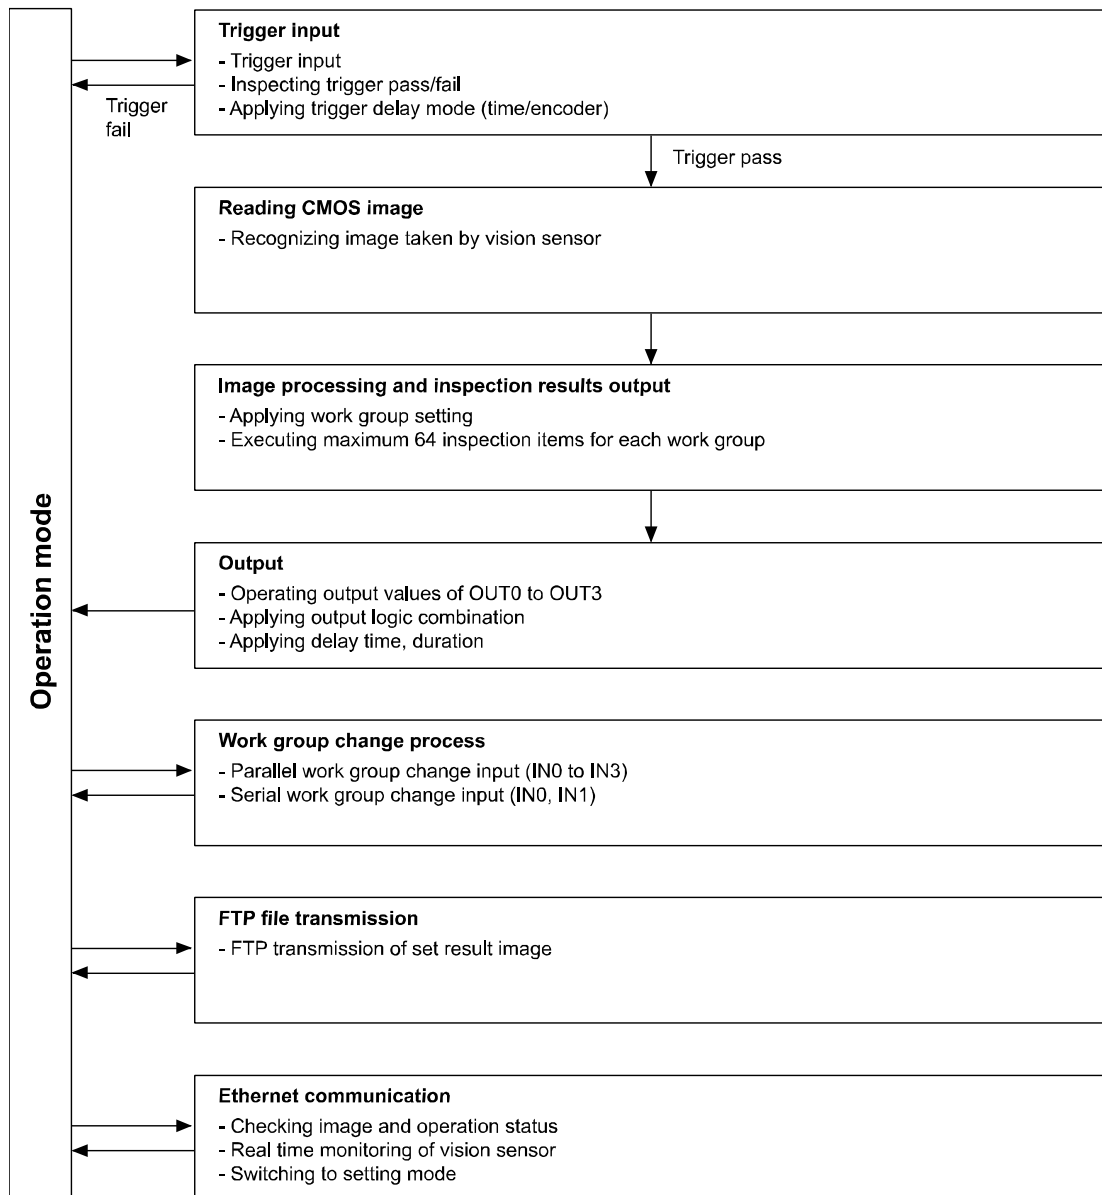 Operation mode
Trigger input
- Trigger input
- Inspecting trigger pass/fail
- Applying trigger delay mode (time/encoder)
Trigger
fail
Trigger pass
Reading CMOS image
- Recognizing image taken by vision sensor
Image processing and inspection results output
- Applying work group setting
- Executing maximum 64 inspection items for each work group
Output
- Operating output values of OUT0 to OUT3
- Applying output logic combination
- Applying delay time, duration
Work group change process
- Parallel work group change input (IN0 to IN3)
- Serial work group change input (IN0, IN1)
FTP file transmission
- FTP transmission of set result image
Ethernet communication
- Checking image and operation status
- Real time monitoring of vision sensor
- Switching to setting mode